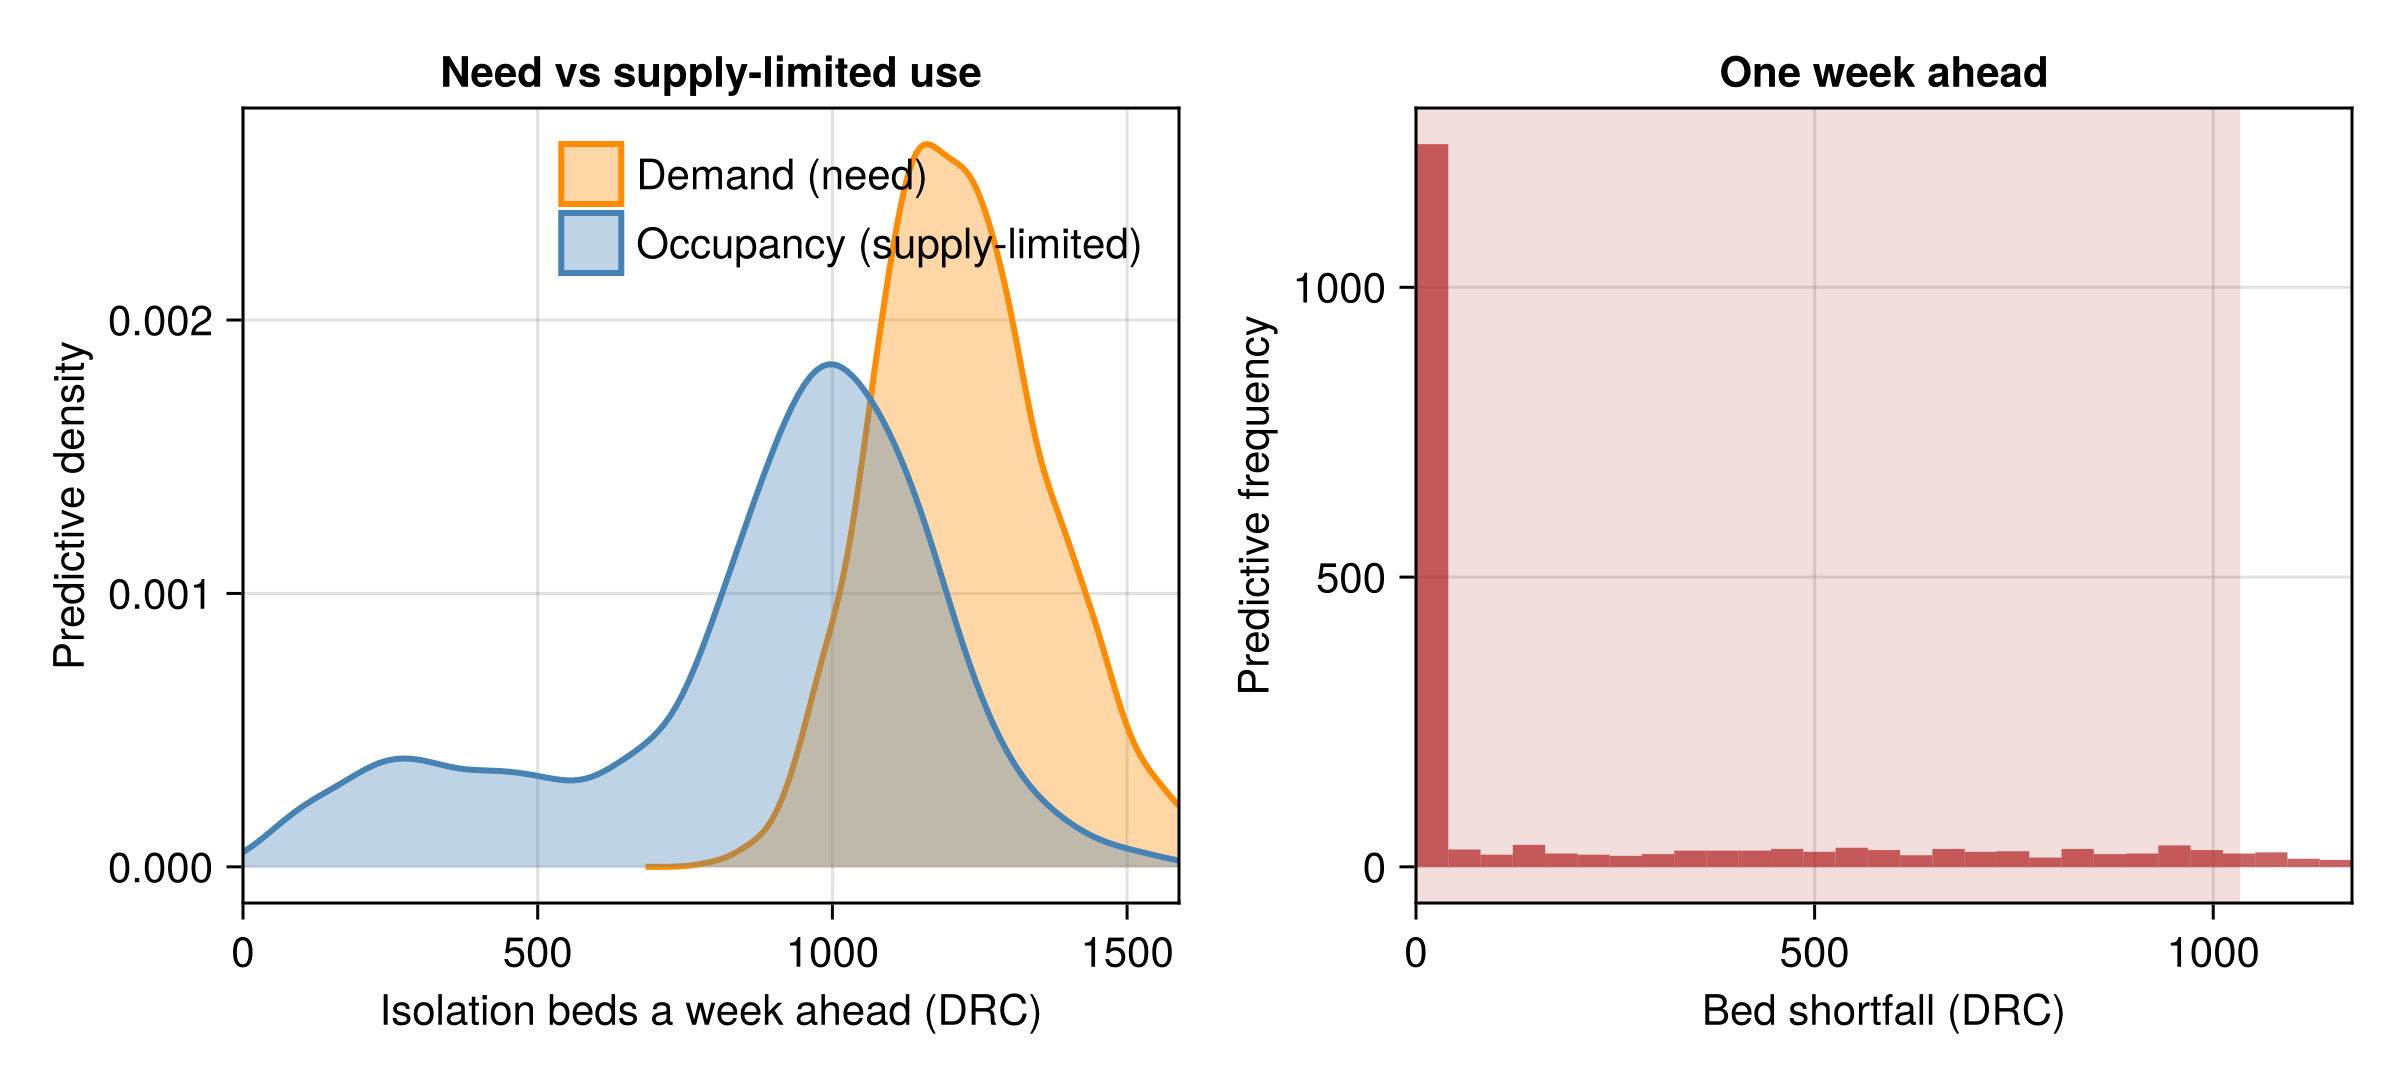 Need vs supply-limited use
Demand (need)
Occupancy (supply-limited)
Predictive density
0.002
0.001
0.000
0 500 1000 1500
Isolation beds a week ahead (DRC)
One week ahead
Predictive frequency
1000
500
0
0 500 1000
Bed shortfall (DRC)